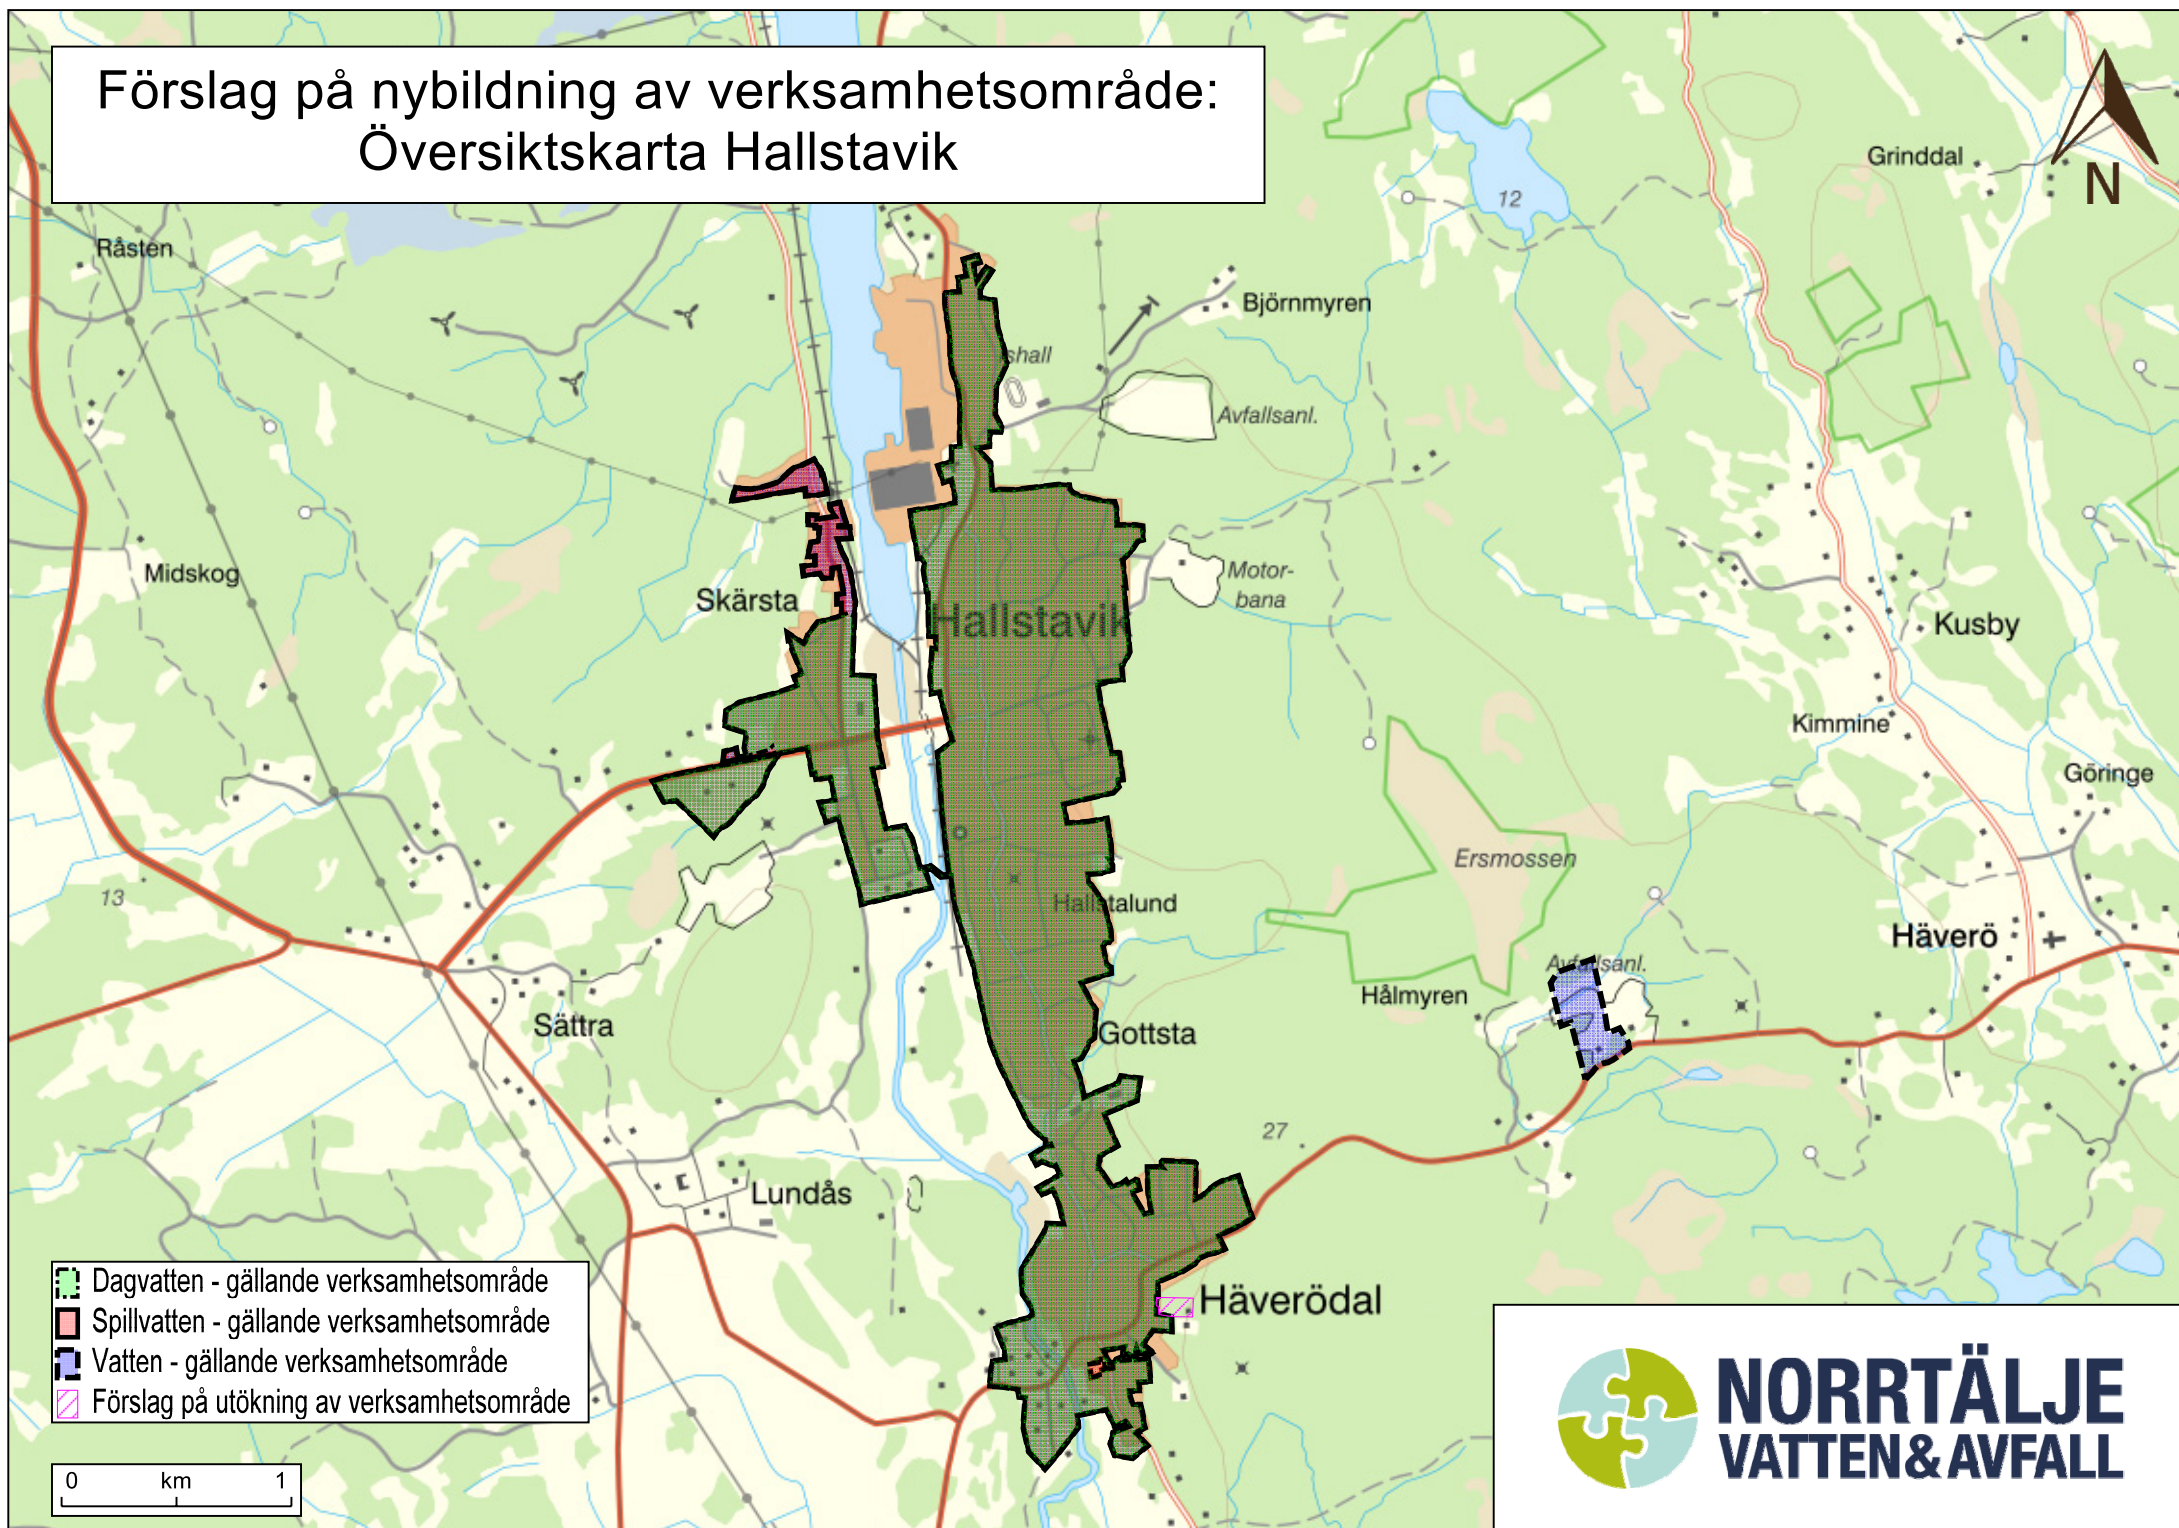 Förslag på nybildning av verksamhetsområde:
Översiktskarta Hallstavik
N
Grinddal
12
Råsten
Björnmyren
shall
Avfallsanl.
Midskog
Skärsta
Motor-
bana
Hallstavik
Kusby
Kimmine
Göringe
Ersmossen
13
Hallstalund
Häverö
Avfallsanl.
Hålmyren
Sättra
Gottsta
27
Lundås
Häverödal
Dagvatten - gällande verksamhetsområde
Spillvatten - gällande verksamhetsområde
Vatten - gällande verksamhetsområde
Förslag på utökning av verksamhetsområde
0 km 1
NORRTÄLJE
VATTEN & AVFALL